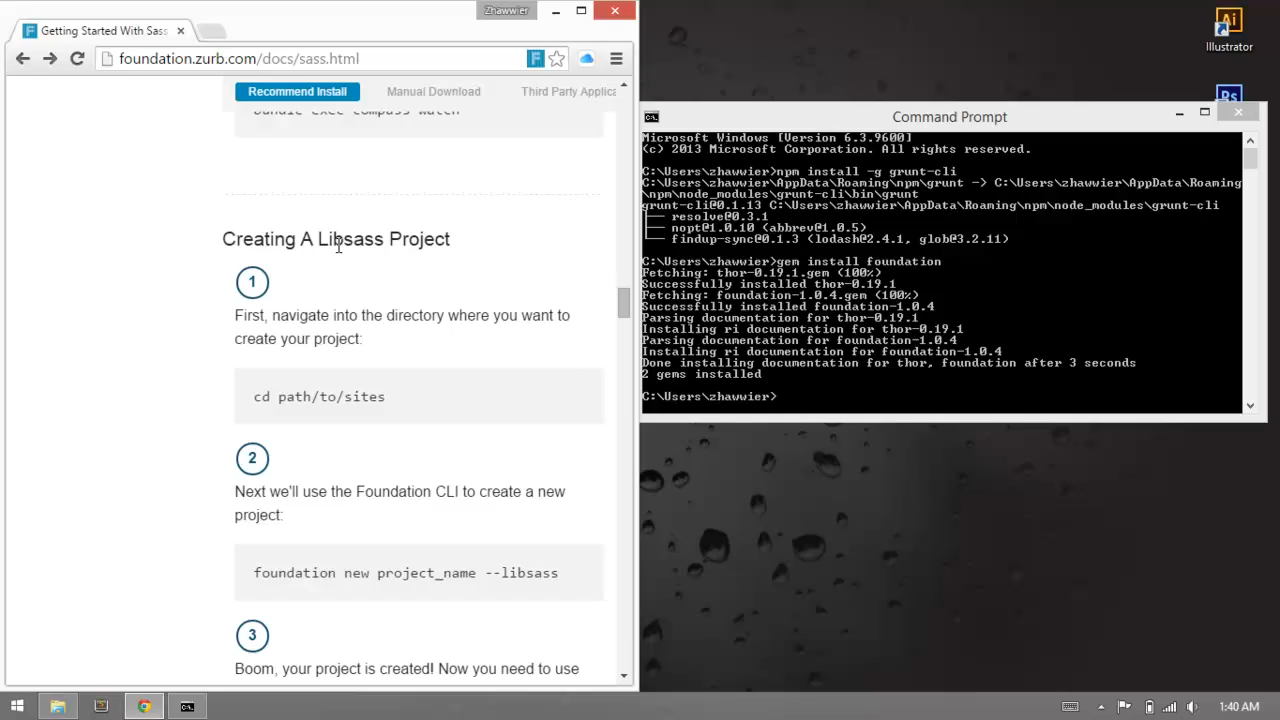 Zhawwier
Getting Started With Sass
foundation.zurb.com/docs/sass.html
Recommend Install
Manual Download
Third Party Applica
bundle exec compass watch
Creating A Libsass Project
1
First, navigate into the directory where you want to
create your project:
cd path/to/sites
2
Next we'll use the Foundation CLI to create a new
project:
foundation new project_name --libsass
3
Boom, your project is created! Now you need to use
Ai
Illustrator
Ps
Command Prompt
Microsoft Windows [Version 6.3.9600]
(c) 2013 Microsoft Corporation. All rights reserved.
C:\Users\zhawwier>npm install -g grunt-cli
C:\Users\zhawwier\AppData\Roaming\npm\grunt -> C:\Users\zhawwier\AppData\Roaming
\npm\node_modules\grunt-cli\bin\grunt
grunt-cli@0.1.13 C:\Users\zhawwier\AppData\Roaming\npm\node_modules\grunt-cli
├── resolve@0.3.1
├── nopt@1.0.10 (abbrev@1.0.5)
└── findup-sync@0.1.3 (lodash@2.4.1, glob@3.2.11)
C:\Users\zhawwier>gem install foundation
Fetching: thor-0.19.1.gem (100%)
Successfully installed thor-0.19.1
Fetching: foundation-1.0.4.gem (100%)
Successfully installed foundation-1.0.4
Parsing documentation for thor-0.19.1
Installing ri documentation for thor-0.19.1
Parsing documentation for foundation-1.0.4
Installing ri documentation for foundation-1.0.4
Done installing documentation for thor, foundation after 3 seconds
2 gems installed
C:\Users\zhawwier>
1:40 AM